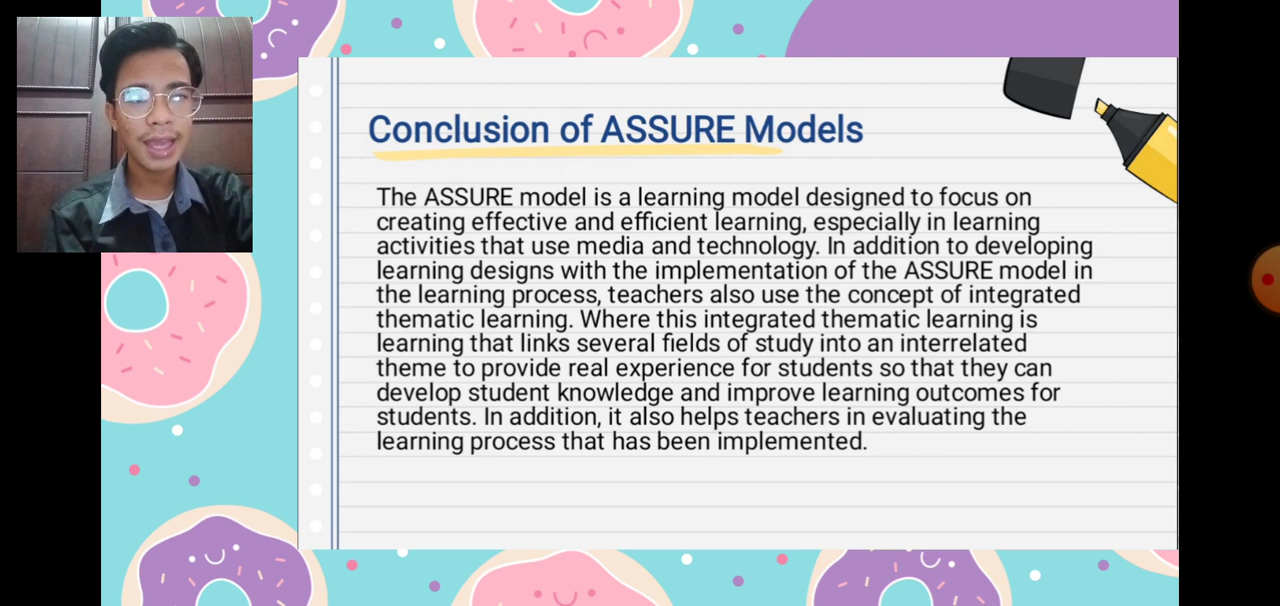 Conclusion of ASSURE Models
The ASSURE model is a learning model designed to focus on
creating effective and efficient learning, especially in learning
activities that use media and technology. In addition to developing
learning designs with the implementation of the ASSURE model in
the learning process, teachers also use the concept of integrated
thematic learning. Where this integrated thematic learning is
learning that links several fields of study into an interrelated
theme to provide real experience for students so that they can
develop student knowledge and improve learning outcomes for
students. In addition, it also helps teachers in evaluating the
learning process that has been implemented.